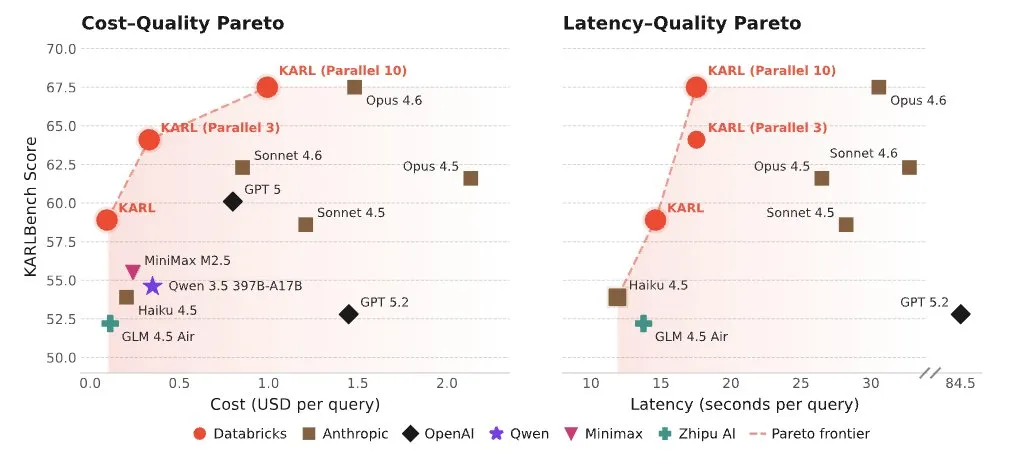 Cost–Quality Pareto
KARLBench Score
70.0
67.5
65.0
62.5
60.0
57.5
55.0
52.5
50.0
KARL (Parallel 10)
Opus 4.6
KARL (Parallel 3)
Sonnet 4.6
Opus 4.5
GPT 5
KARL
Sonnet 4.5
MiniMax M2.5
Qwen 3.5 397B-A17B
Haiku 4.5
GPT 5.2
GLM 4.5 Air
0.0 0.5 1.0 1.5 2.0
Cost (USD per query)
Latency–Quality Pareto
KARL (Parallel 10)
Opus 4.6
KARL (Parallel 3)
Sonnet 4.6
Opus 4.5
KARL
Sonnet 4.5
Haiku 4.5
GPT 5.2
GLM 4.5 Air
10 15 20 25 30 84.5
Latency (seconds per query)
Databricks Anthropic OpenAI Qwen Minimax Zhipu AI Pareto frontier